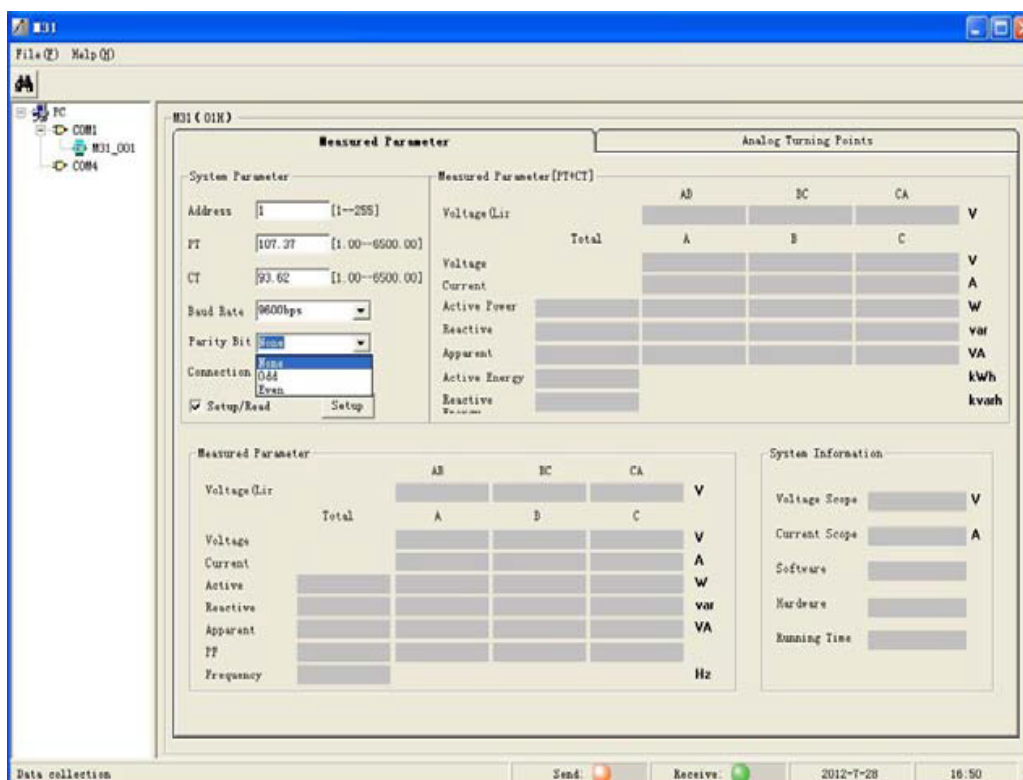 M31
File(F) Help(H)
PC
COM1
M31_001
COM4
M31(01H)
Measured Parameter
Analog Turning Points
System Parameter
Address 1 [1--255]
PT 107.37 [1.00--6500.00]
CT 93.62 [1.00--6500.00]
Baud Rate 9600bps
Parity Bit None
None
Odd
Even
Connection
Setup/Read Setup
Measured Parameter[PT*CT]
AB BC CA
Voltage(Lir V
Total A B C
Voltage V
Current A
Active Power W
Reactive var
Apparent VA
Active Energy kWh
Reactive kvarh
Energy
Measured Parameter
AB BC CA
Voltage(Lir V
Total A B C
Voltage V
Current A
Active W
Reactive var
Apparent VA
PF
Frequency Hz
System Information
Voltage Scope V
Current Scope A
Software
Hardware
Running Time
Data collection Send: Receive: 2012-7-28 16:50